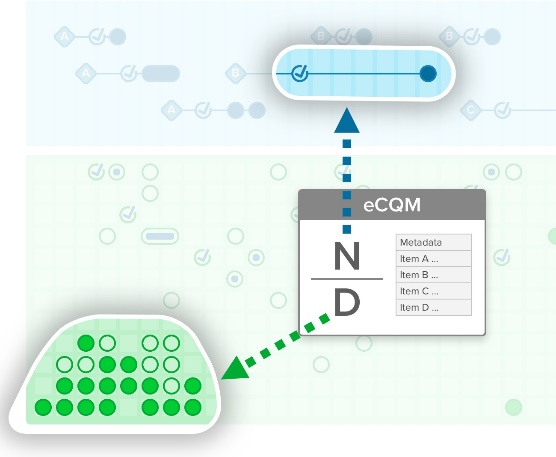 A
B
B
A
B
A
C
eCQM
N
D
Metadata
Item A ...
Item B ...
Item C ...
Item D ...